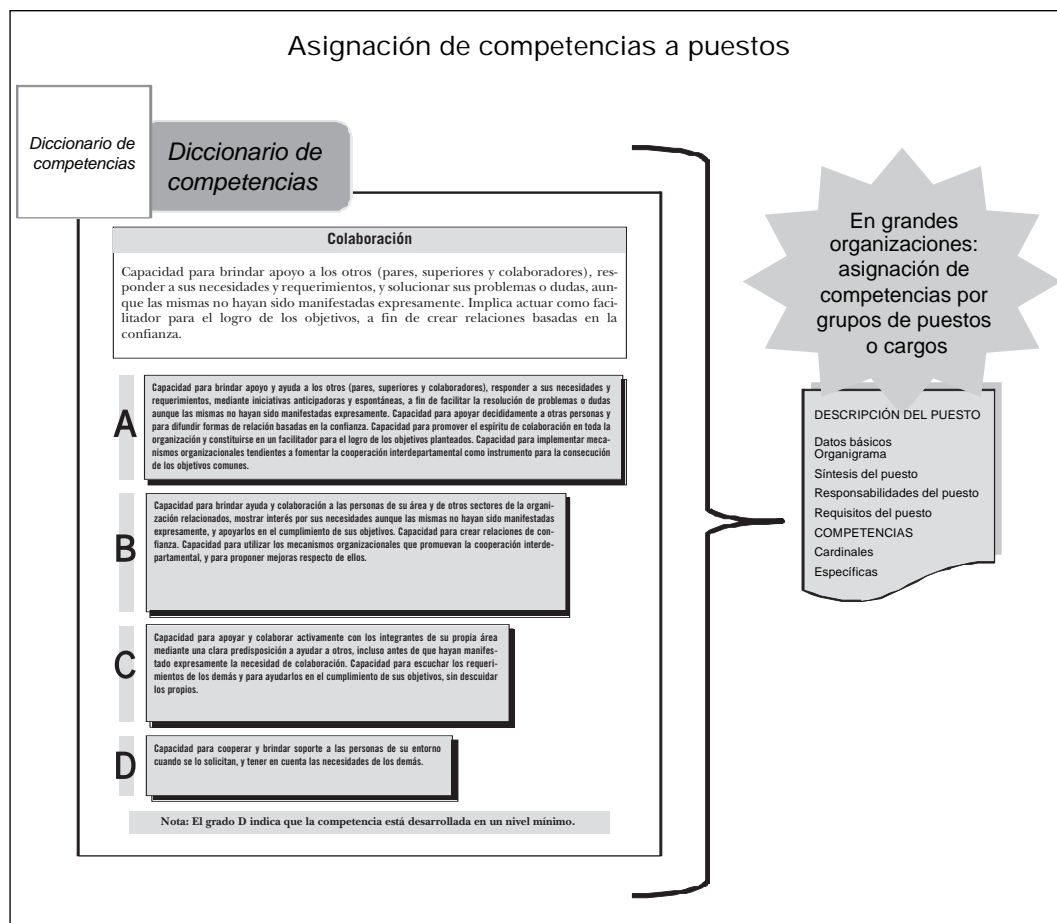 Asignación de competencias a puestos
Diccionario de
competencias
Diccionario de
competencias
Colaboración
Capacidad para brindar apoyo a los otros (pares, superiores y colaboradores), res-
ponder a sus necesidades y requerimientos, y solucionar sus problemas o dudas, aun-
que las mismas no hayan sido manifestadas expresamente. Implica actuar como faci-
litador para el logro de los objetivos, a fin de crear relaciones basadas en la
confianza.
A
Capacidad para brindar apoyo y ayuda a los otros (pares, superiores y colaboradores), responder a sus necesidades y
requerimientos, mediante iniciativas anticipadoras y espontáneas, a fin de facilitar la resolución de problemas o dudas
aunque las mismas no hayan sido manifestadas expresamente. Capacidad para apoyar decididamente a otras personas y
para difundir formas de relación basadas en la confianza. Capacidad para promover el espíritu de colaboración en toda la
organización y constituirse en un facilitador para el logro de los objetivos planteados. Capacidad para implementar meca-
nismos organizacionales tendientes a fomentar la cooperación interdepartamental como instrumento para la consecución
de los objetivos comunes.
B
Capacidad para brindar ayuda y colaboración a las personas de su área y de otros sectores de la organi-
zación relacionados, mostrar interés por sus necesidades aunque las mismas no hayan sido manifestadas
expresamente, y apoyarlos en el cumplimiento de sus objetivos. Capacidad para crear relaciones de con-
fianza. Capacidad para utilizar los mecanismos organizacionales que promuevan la cooperación interde-
partamental, y para proponer mejoras respecto de ellos.
C
Capacidad para apoyar y colaborar activamente con los integrantes de su propia área
mediante una clara predisposición a ayudar a otros, incluso antes de que hayan manifes-
tado expresamente la necesidad de colaboración. Capacidad para escuchar los requeri-
mientos de los demás y para ayudarlos en el cumplimiento de sus objetivos, sin descuidar
los propios.
D
Capacidad para cooperar y brindar soporte a las personas de su entorno
cuando se lo solicitan, y tener en cuenta las necesidades de los demás.
Nota: El grado D indica que la competencia está desarrollada en un nivel mínimo.
En grandes
organizaciones:
asignación de
competencias por
grupos de puestos
o cargos
DESCRIPCIÓN DEL PUESTO
Datos básicos
Organigrama
Síntesis del puesto
Responsabilidades del puesto
Requisitos del puesto
COMPETENCIAS
Cardinales
Específicas